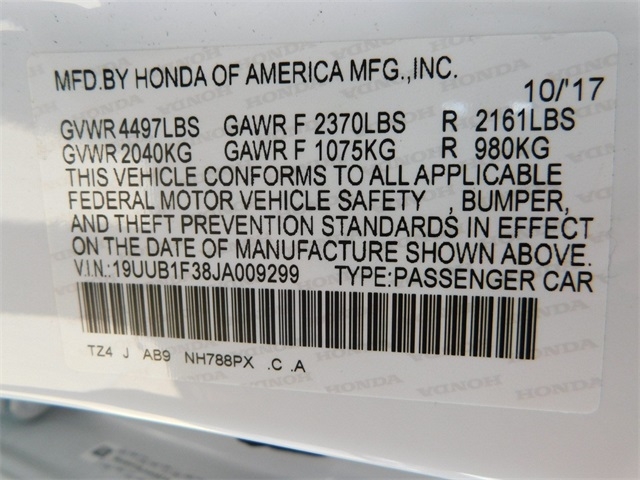 MFD.BY HONDA OF AMERICA MFG.,INC.
10/'17
GVWR 4497LBS GAWR F 2370LBS R 2161LBS
GVWR 2040KG GAWR F 1075KG R 980KG
THIS VEHICLE CONFORMS TO ALL APPLICABLE
FEDERAL MOTOR VEHICLE SAFETY , BUMPER,
AND THEFT PREVENTION STANDARDS IN EFFECT
ON THE DATE OF MANUFACTURE SHOWN ABOVE.
V.I.N.:19UUB1F38JA009299 TYPE:PASSENGER CAR
TZ4 J AB9 NH788PX .C .A